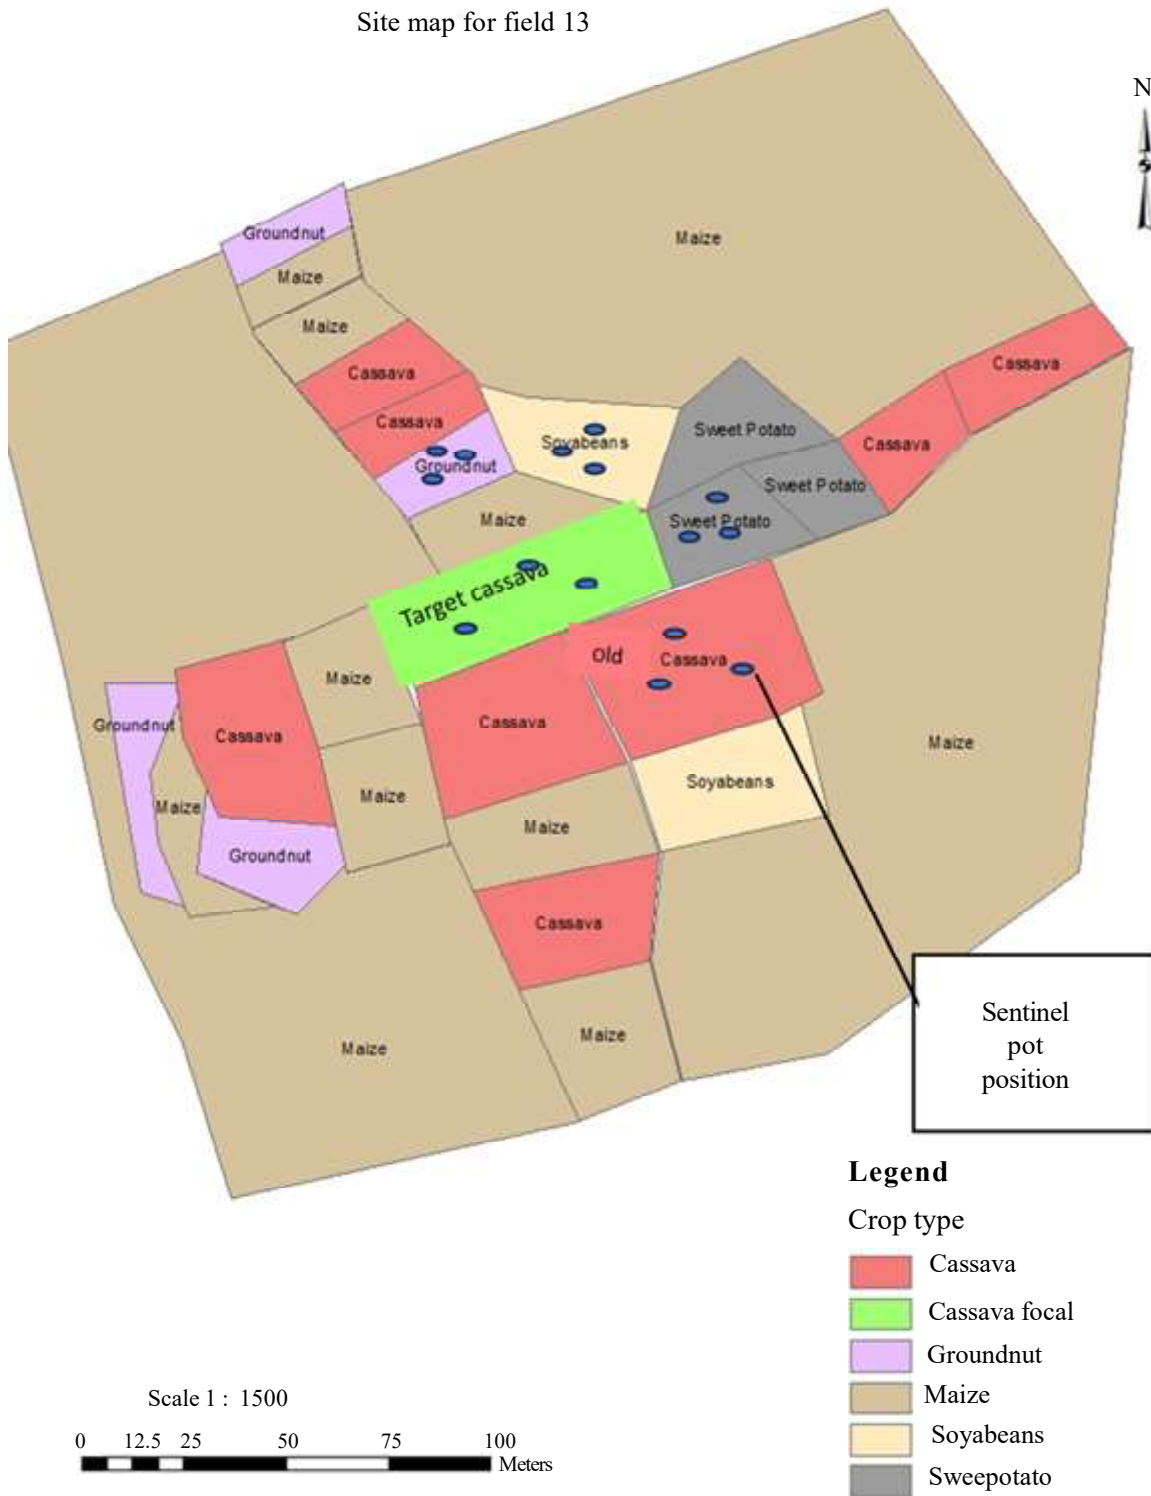 Site map for field 13
N
Groundnut
Maize
Maize
Maize
Cassava
Cassava
Cassava
Cassava
Groundnut
Soyabeans
Sweet Potato
Sweet Potato
Sweet Potato
Maize
Target cassava
Old
Cassava
Maize
Cassava
Groundnut
Cassava
Maize
Soyabeans
Maize
Maize
Maize
Groundnut
Cassava
Maize
Maize
Sentinel
pot
position
Legend
Crop type
Cassava
Cassava focal
Groundnut
Maize
Soyabeans
Sweepotato
Scale 1 : 1500
0 12.5 25 50 75 100
Meters